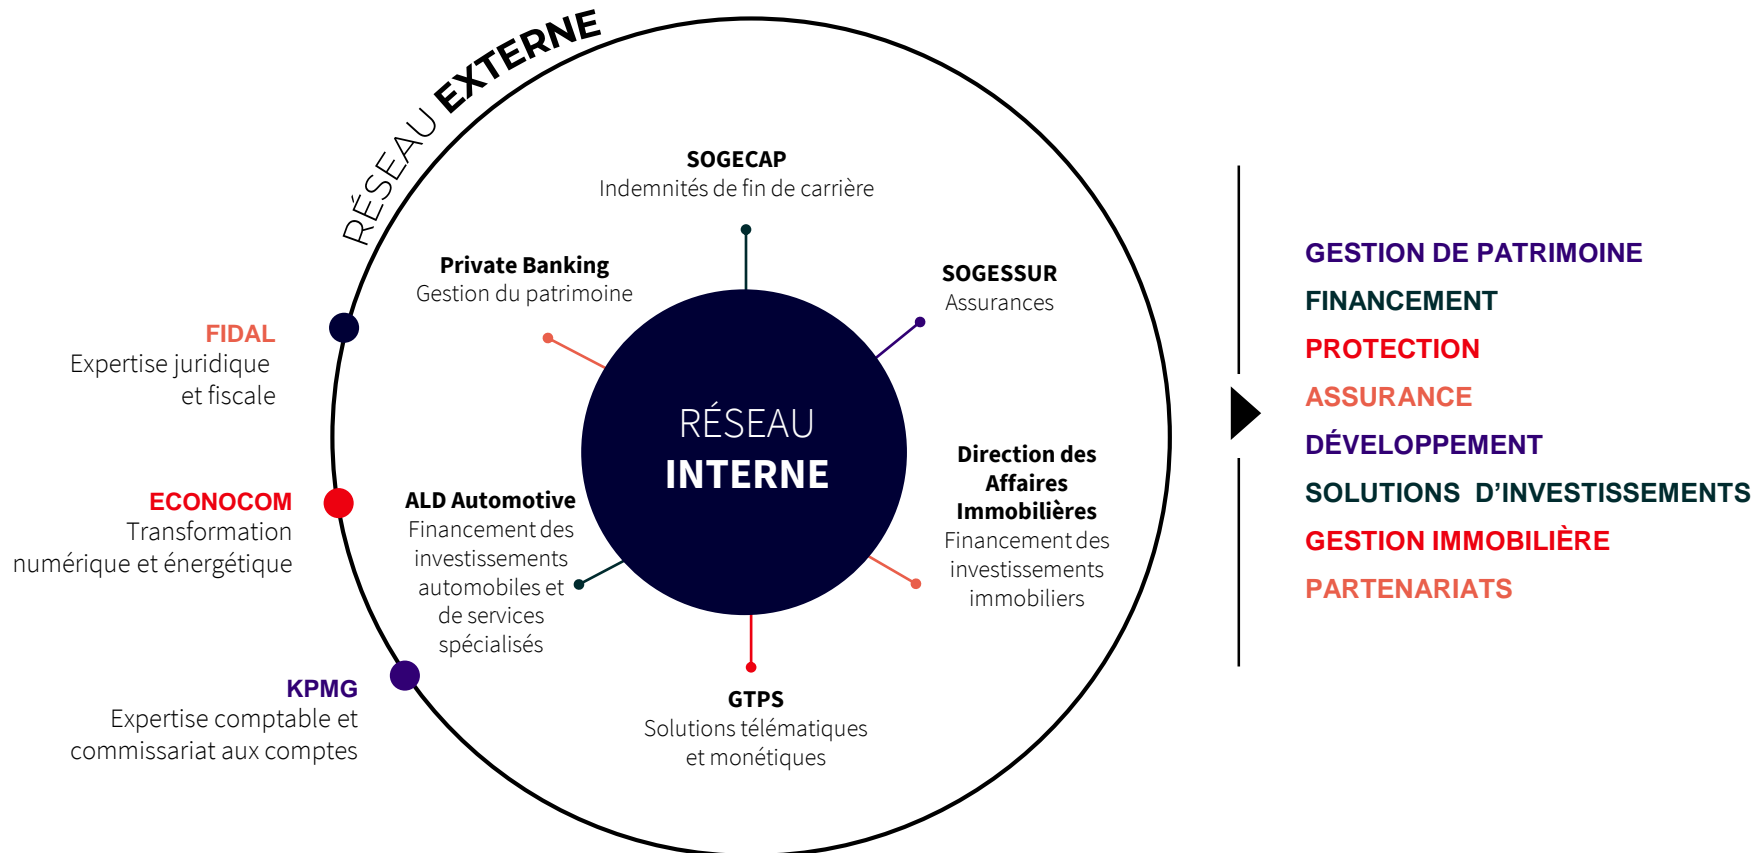 RÉSEAU EXTERNE
SOGECAP
Indemnités de fin de carrière
Private Banking
Gestion du patrimoine
SOGESSUR
Assurances
FIDAL
Expertise juridique
et fiscale
RÉSEAU
INTERNE
ECONOCOM
Transformation
numérique et énergétique
ALD Automotive
Financement des
investissements
automobiles et
de services
spécialisés
Direction des
Affaires
Immobilières
Financement des
investissements
immobiliers
KPMG
Expertise comptable et
commissariat aux comptes
GTPS
Solutions télématiques
et monétiques
GESTION DE PATRIMOINE
FINANCEMENT
PROTECTION
ASSURANCE
DÉVELOPPEMENT
SOLUTIONS D’INVESTISSEMENTS
GESTION IMMOBILIÈRE
PARTENARIATS